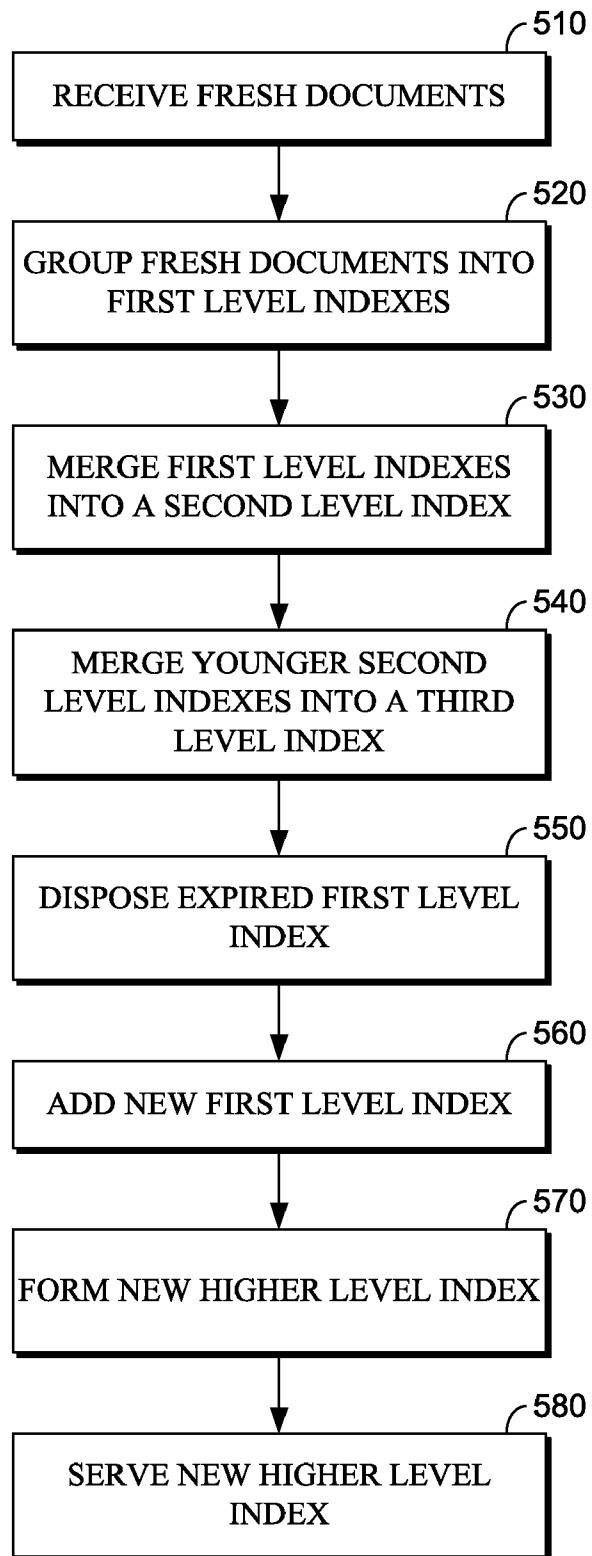 510
RECEIVE FRESH DOCUMENTS
520
GROUP FRESH DOCUMENTS INTO
FIRST LEVEL INDEXES
530
MERGE FIRST LEVEL INDEXES
INTO A SECOND LEVEL INDEX
540
MERGE YOUNGER SECOND
LEVEL INDEXES INTO A THIRD
LEVEL INDEX
550
DISPOSE EXPIRED FIRST LEVEL
INDEX
560
ADD NEW FIRST LEVEL INDEX
570
FORM NEW HIGHER LEVEL INDEX
580
SERVE NEW HIGHER LEVEL
INDEX